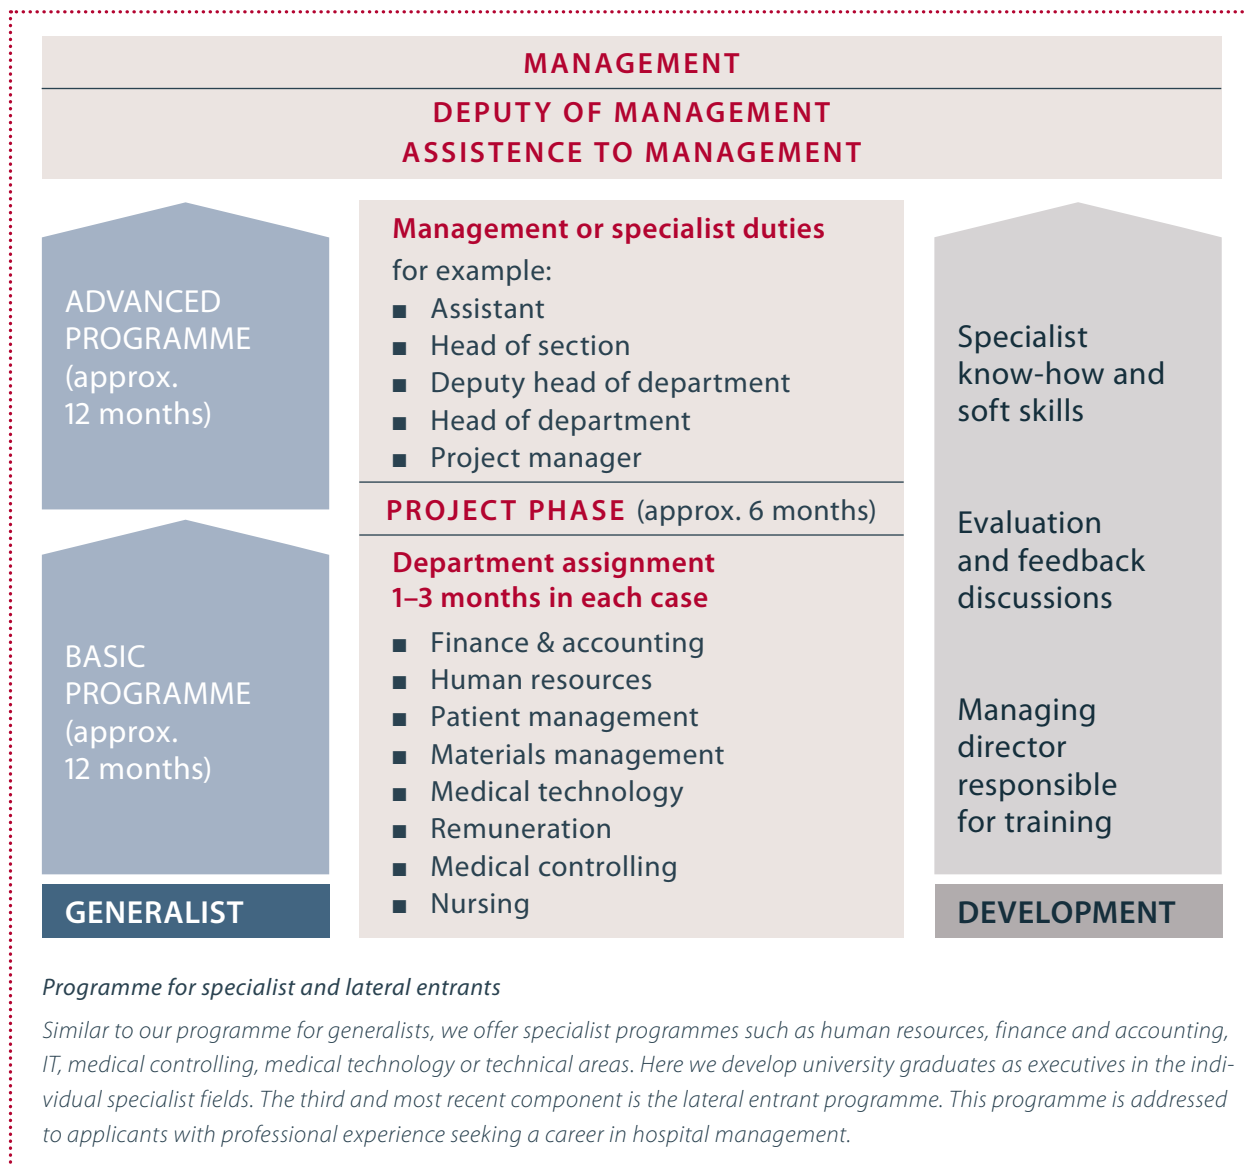 MANAGEMENT
DEPUTY OF MANAGEMENT
ASSISTENCE TO MANAGEMENT
ADVANCED
PROGRAMME
(approx.
12 months)
BASIC
PROGRAMME
(approx.
12 months)
GENERALIST
Management or specialist duties
for example:
■ Assistant
■ Head of section
■ Deputy head of department
■ Head of department
■ Project manager
PROJECT PHASE (approx. 6 months)
Department assignment
1–3 months in each case
■ Finance & accounting
■ Human resources
■ Patient management
■ Materials management
■ Medical technology
■ Remuneration
■ Medical controlling
■ Nursing
Specialist
know-how and
soft skills
Evaluation
and feedback
discussions
Managing
director
responsible
for training
DEVELOPMENT
Programme for specialist and lateral entrants
Similar to our programme for generalists, we offer specialist programmes such as human resources, finance and accounting,
IT, medical controlling, medical technology or technical areas. Here we develop university graduates as executives in the indi-
vidual specialist fields. The third and most recent component is the lateral entrant programme. This programme is addressed
to applicants with professional experience seeking a career in hospital management.